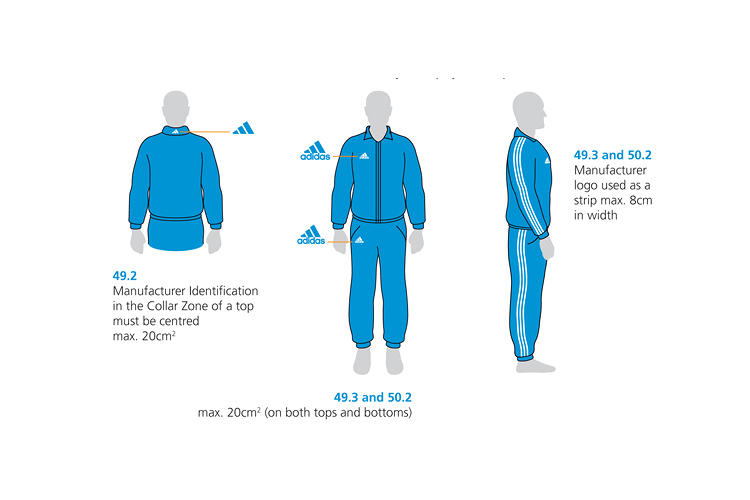 adidas
adidas
49.2
Manufacturer Identification
in the Collar Zone of a top
must be centred
max. 20cm²
49.3 and 50.2
max. 20cm² (on both tops and bottoms)
49.3 and 50.2
Manufacturer
logo used as a
strip max. 8cm
in width